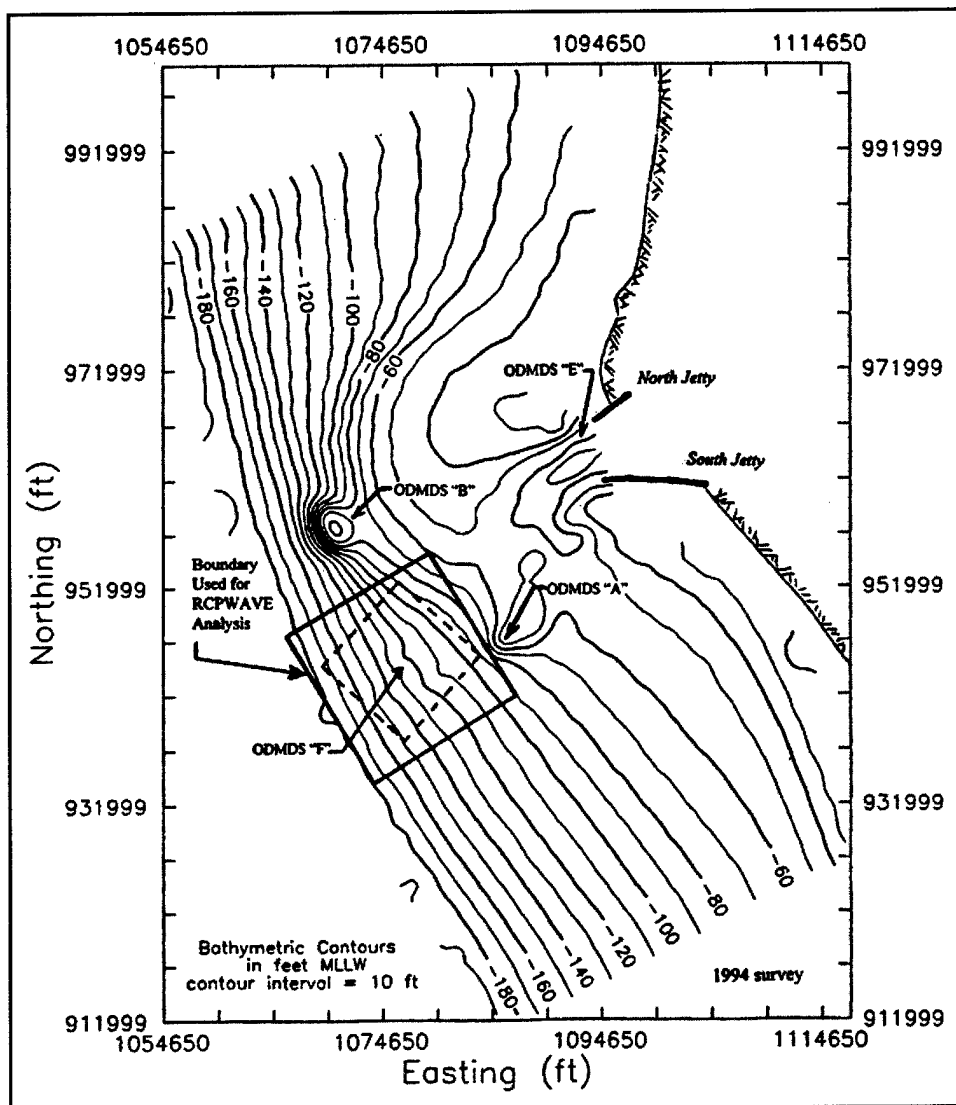 1054650 1074650 1094650 1114650
991999 991999
-180 -160 -140 -120 -100 -80 -60
971999 971999
ODMDS "E"
North Jetty
South Jetty
ODMDS "B"
Northing (ft)
Boundary
Used for
RCPWAVE
Analysis
951999 951999
ODMDS "A"
ODMDS "F"
931999 931999
-60
-80
-100
-120
-140
-160
-180
Bathymetric Contours
in feet MLLW
contour interval = 10 ft
1994 survey
911999 911999
1054650 1074650 1094650 1114650
Easting (ft)